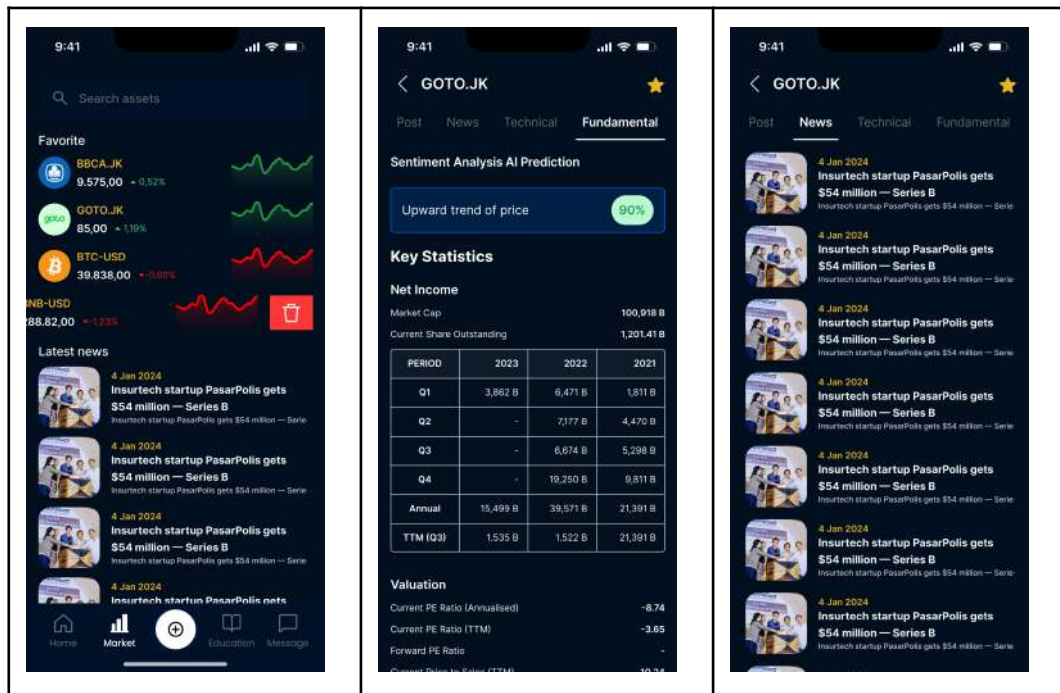 9:41
Search assets
Favorite
BBCA.JK
9.575,00 0,52%
goto
GOTO.JK
85,00 1,19%
BTC-USD
39.838,00 -0,60%
NB-USD
88.82,00 -1,23%
Latest news
4 Jan 2024
Insurtech startup PasarPolis gets
$54 million — Series B
Insurtech startup PasarPolis gets $54 million — Serie
4 Jan 2024
Insurtech startup PasarPolis gets
$54 million — Series B
Insurtech startup PasarPolis gets $54 million — Serie
4 Jan 2024
Insurtech startup PasarPolis gets
$54 million — Series B
Insurtech startup PasarPolis gets $54 million — Serie
4 Jan 2024
Insurtech startup PasarPolis gets
Home Market Education Message
9:41
GOTO.JK
Post News Technical Fundamental
Sentiment Analysis AI Prediction
Upward trend of price 90%
Key Statistics
Net Income
Market Cap 100,918 B
Current Share Outstanding 1,201.41 B
PERIOD 2023 2022 2021
Q1 3,862 B 6,471 B 1,811 B
Q2 - 7,177 B 4,470 B
Q3 - 6,674 B 5,298 B
Q4 - 19,250 B 9,811 B
Annual 15,499 B 39,571 B 21,391 B
TTM (Q3) 1.535 B 1.522 B 21,391 B
Valuation
Current PE Ratio (Annualised) -8.74
Current PE Ratio (TTM) -3.65
Forward PE Ratio -
Current Price to Sales (TTM) 10.24
9:41
GOTO.JK
Post News Technical Fundamental
4 Jan 2024
Insurtech startup PasarPolis gets
$54 million — Series B
Insurtech startup PasarPolis gets $54 million — Serie
4 Jan 2024
Insurtech startup PasarPolis gets
$54 million — Series B
Insurtech startup PasarPolis gets $54 million — Serie
4 Jan 2024
Insurtech startup PasarPolis gets
$54 million — Series B
Insurtech startup PasarPolis gets $54 million — Serie
4 Jan 2024
Insurtech startup PasarPolis gets
$54 million — Series B
Insurtech startup PasarPolis gets $54 million — Serie
4 Jan 2024
Insurtech startup PasarPolis gets
$54 million — Series B
Insurtech startup PasarPolis gets $54 million — Serie
4 Jan 2024
Insurtech startup PasarPolis gets
$54 million — Series B
Insurtech startup PasarPolis gets $54 million — Serie
4 Jan 2024
Insurtech startup PasarPolis gets
$54 million — Series B
Insurtech startup PasarPolis gets $54 million — Serie